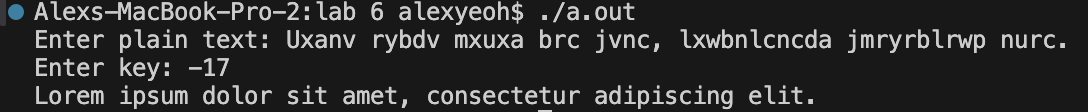 Alexs-MacBook-Pro-2:lab 6 alexyeoh$ ./a.out
Enter plain text: Uxanv rybdv mxuxa brc jvnc, lxwbnlcncda jmryrblrwp nurc.
Enter key: -17
Lorem ipsum dolor sit amet, consectetur adipiscing elit.